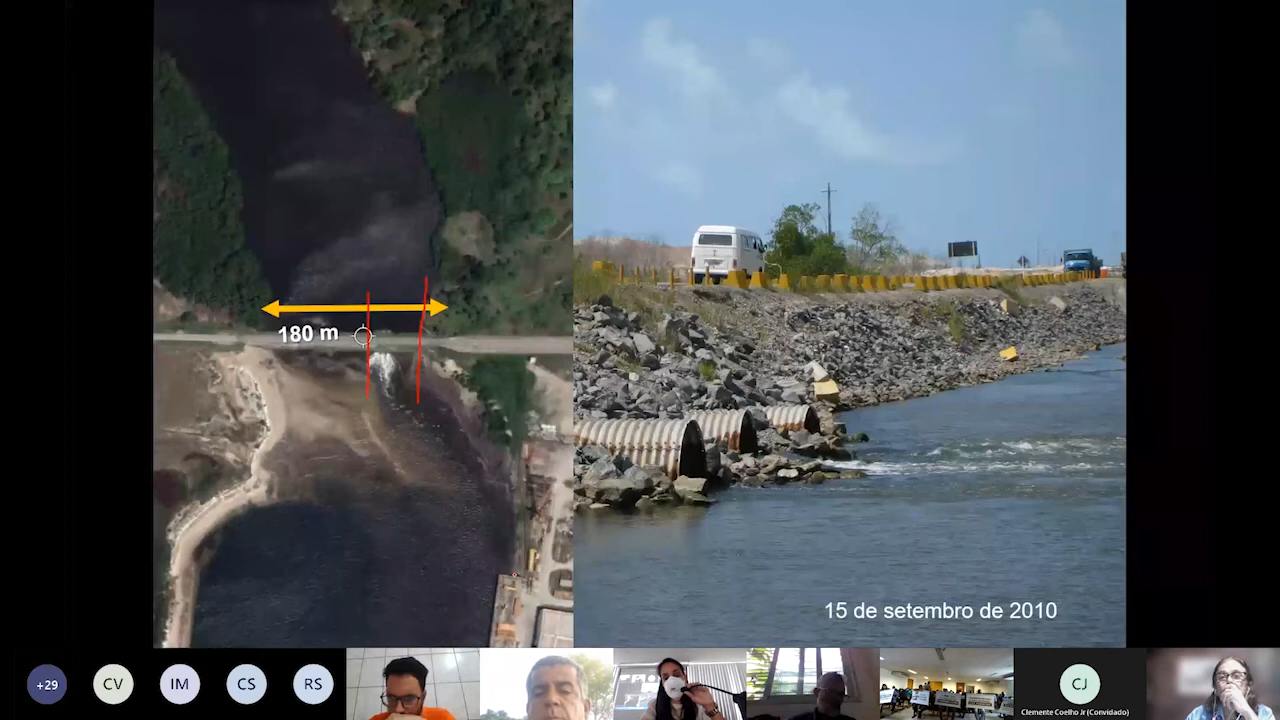 180 m
15 de setembro de 2010
+29
CV
IM
CS
RS
CJ
Clemente Coelho Jr (Convidado)